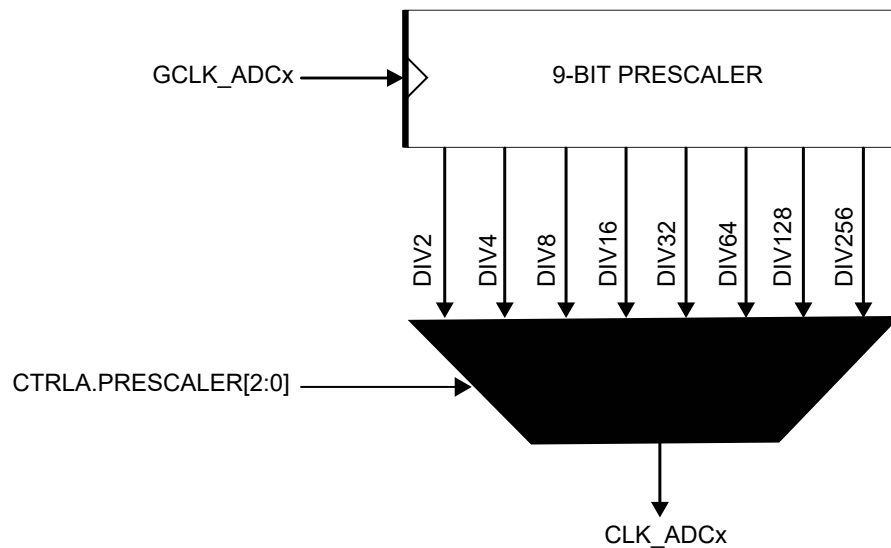 GCLK_ADCx
9-BIT PRESCALER
DIV2
DIV4
DIV8
DIV16
DIV32
DIV64
DIV128
DIV256
CTRLA.PRESCALER[2:0]
CLK_ADCx